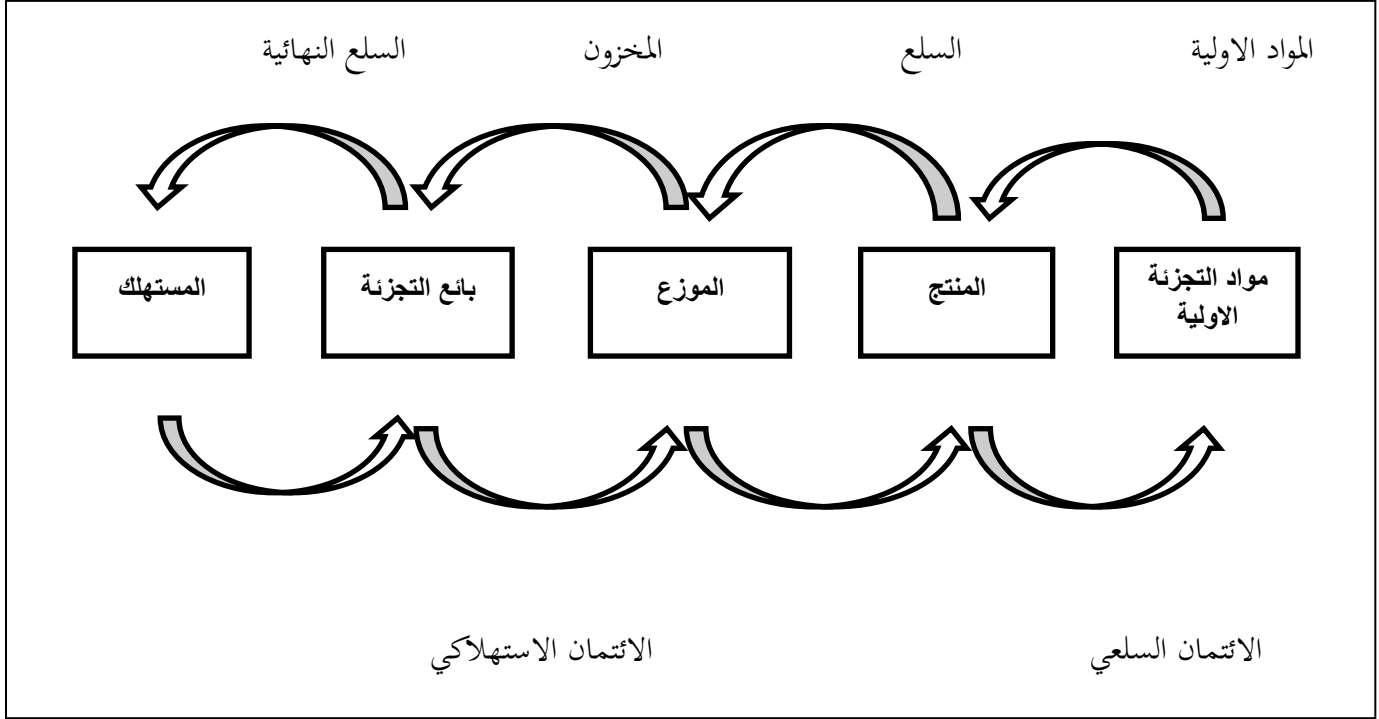 المواد الاولية
السلع
المخزون
السلع النهائية
مواد التجزئة
الاولية
المنتج
الموزع
بائع التجزئة
المستهلك
الائتمان السلعي
الائتمان الاستهلاكي